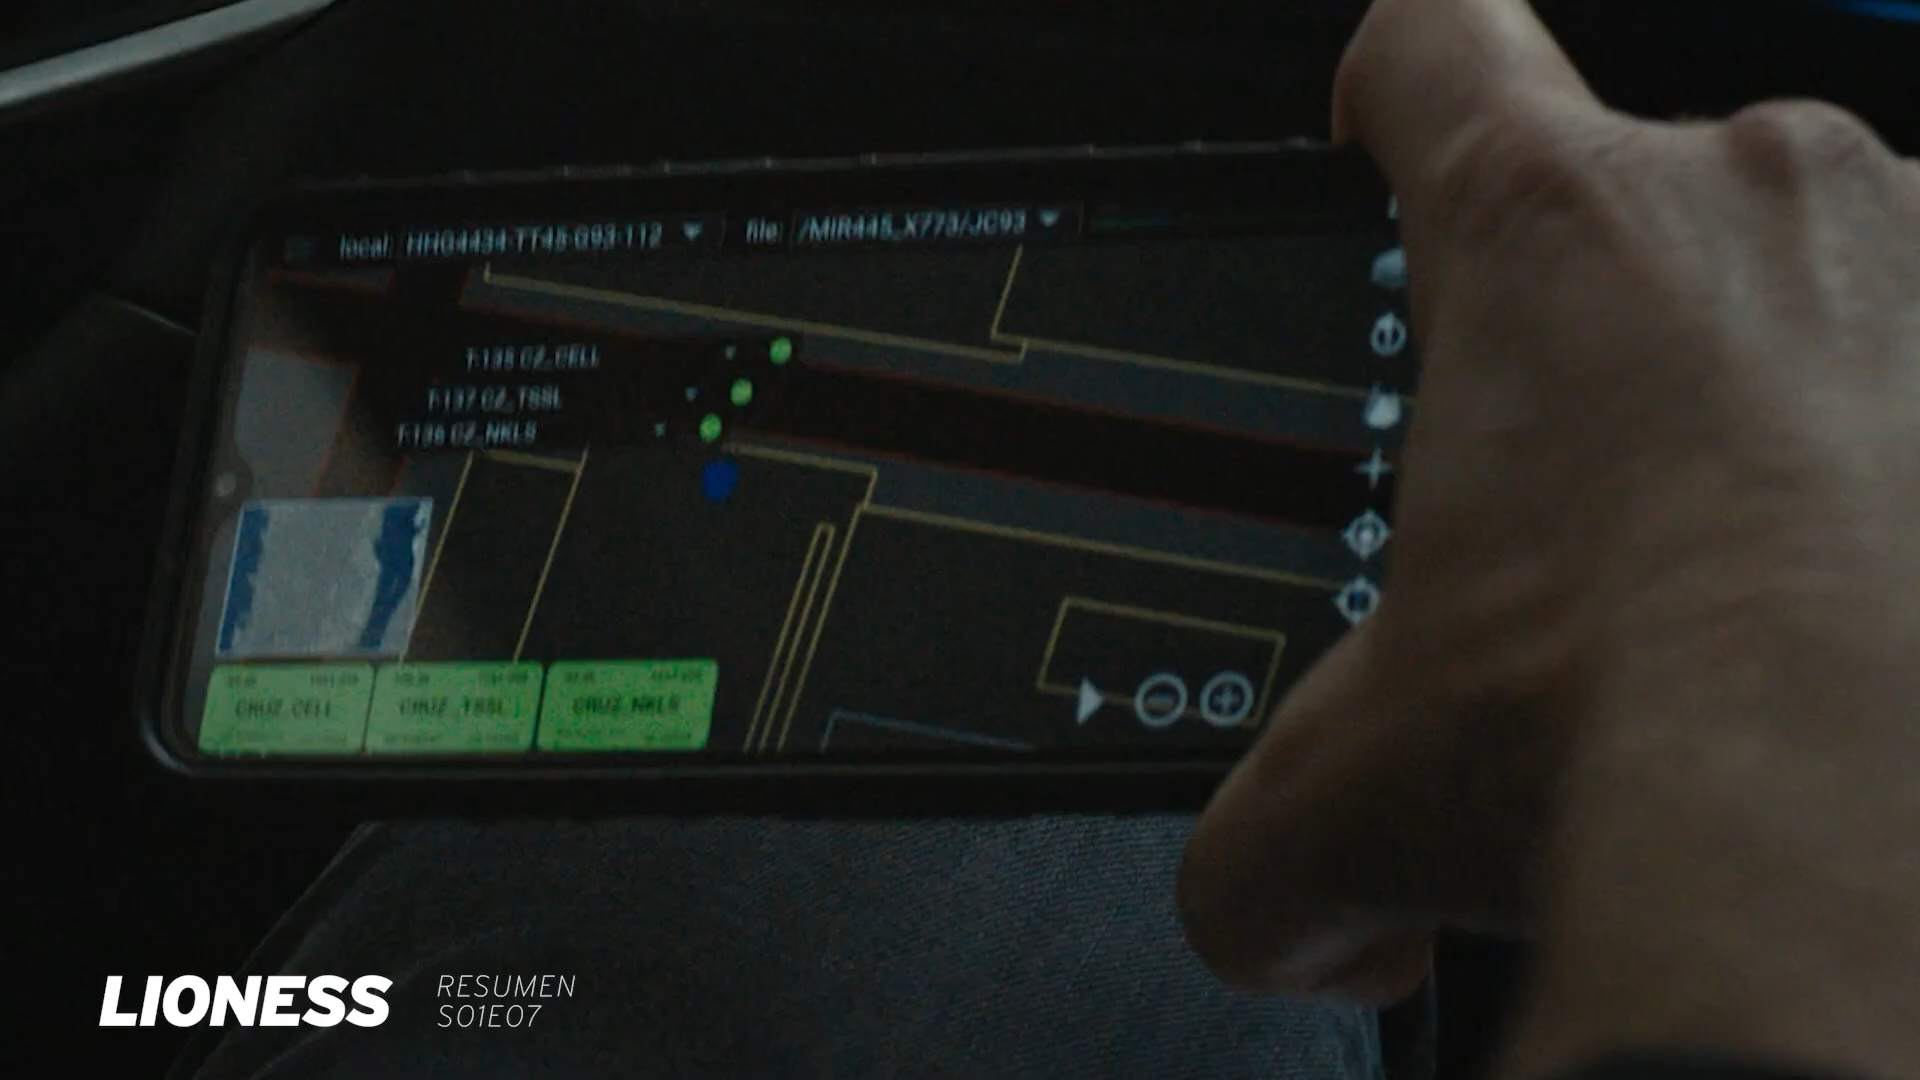 local: HHG4434-TT45-G93-112 file: /MIR445_X773/JC93
T-135 CZ_CELL
T-137 CZ_TSSL
T-136 CZ_NKLS
CRUZ_CELL CRUZ_TSSL CRUZ_NKLS
LIONESS
RESUMEN
S01E07